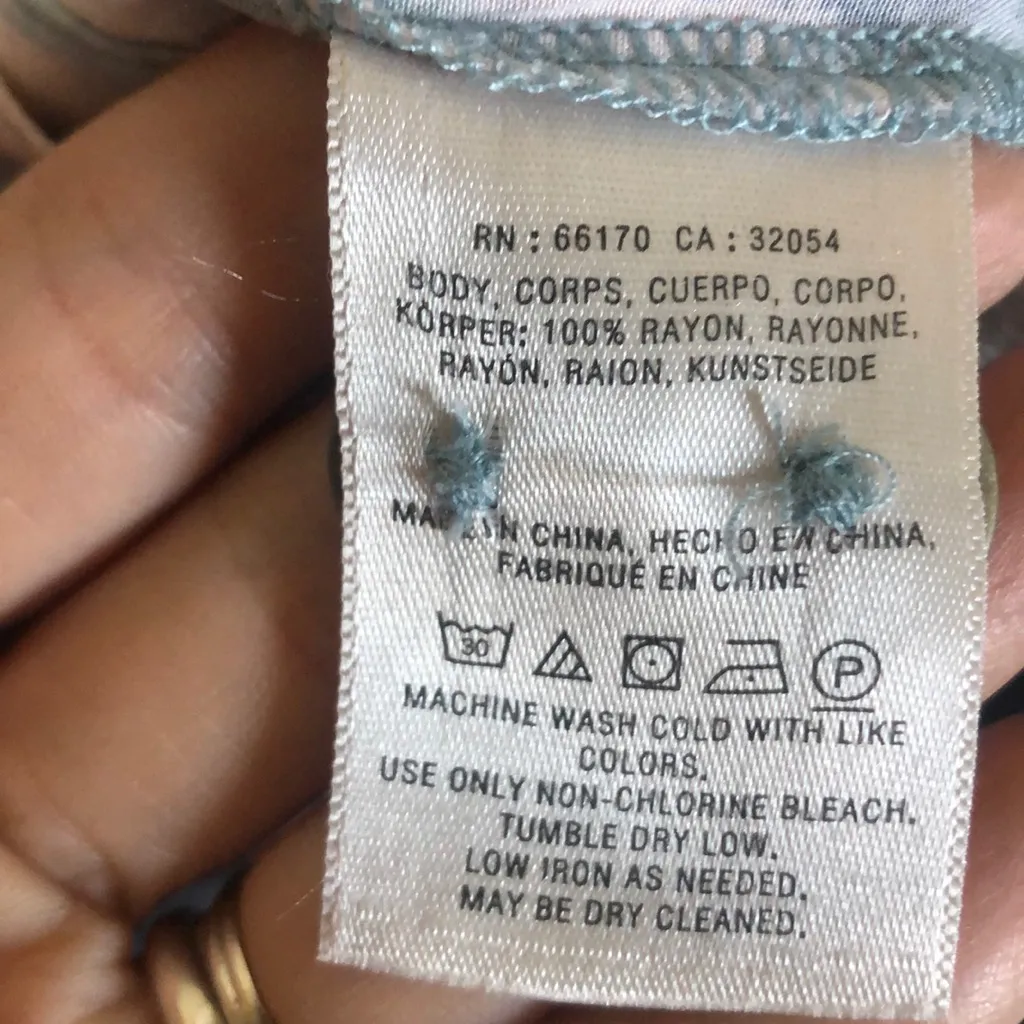 RN : 66170 CA : 32054
BODY, CORPS, CUERPO, CORPO,
KÖRPER: 100% RAYON, RAYONNE,
RAYÓN, RAION, KUNSTSEIDE
MADE IN CHINA, HECHO EN CHINA,
FABRIQUÉ EN CHINE
30 P
MACHINE WASH COLD WITH LIKE
COLORS.
USE ONLY NON-CHLORINE BLEACH.
TUMBLE DRY LOW.
LOW IRON AS NEEDED.
MAY BE DRY CLEANED.